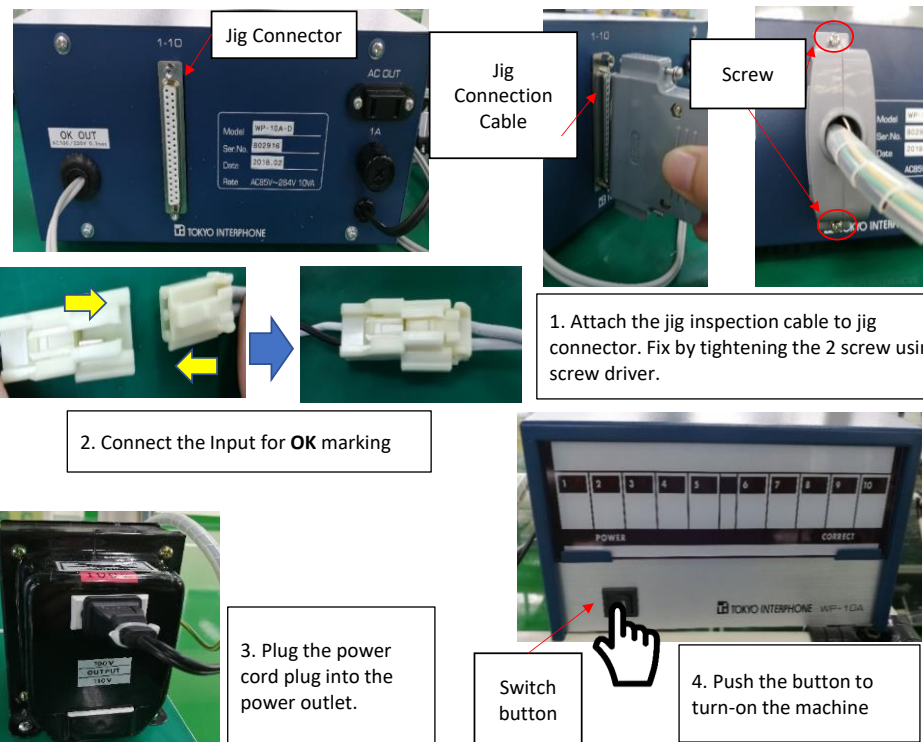 1-10
Jig Connector
AC OUT
OK OUT
1A
Model WP-10A-D
Ser.No. 802916
Date 2018.02
Rate AC85V~264V 10VA
TOKYO INTERPHONE
Jig
Connection
Cable
1-10
Screw
Model
Ser.No.
Date
1. Attach the jig inspection cable to jig
connector. Fix by tightening the 2 screw usin
screw driver.
2. Connect the Input for OK marking
1 2 3 4 5 6 7 8 9 10
POWER CORRECT
TOKYO INTERPHONE WP-10A
OUTPUT
3. Plug the power
cord plug into the
power outlet.
Switch
button
4. Push the button to
turn-on the machine